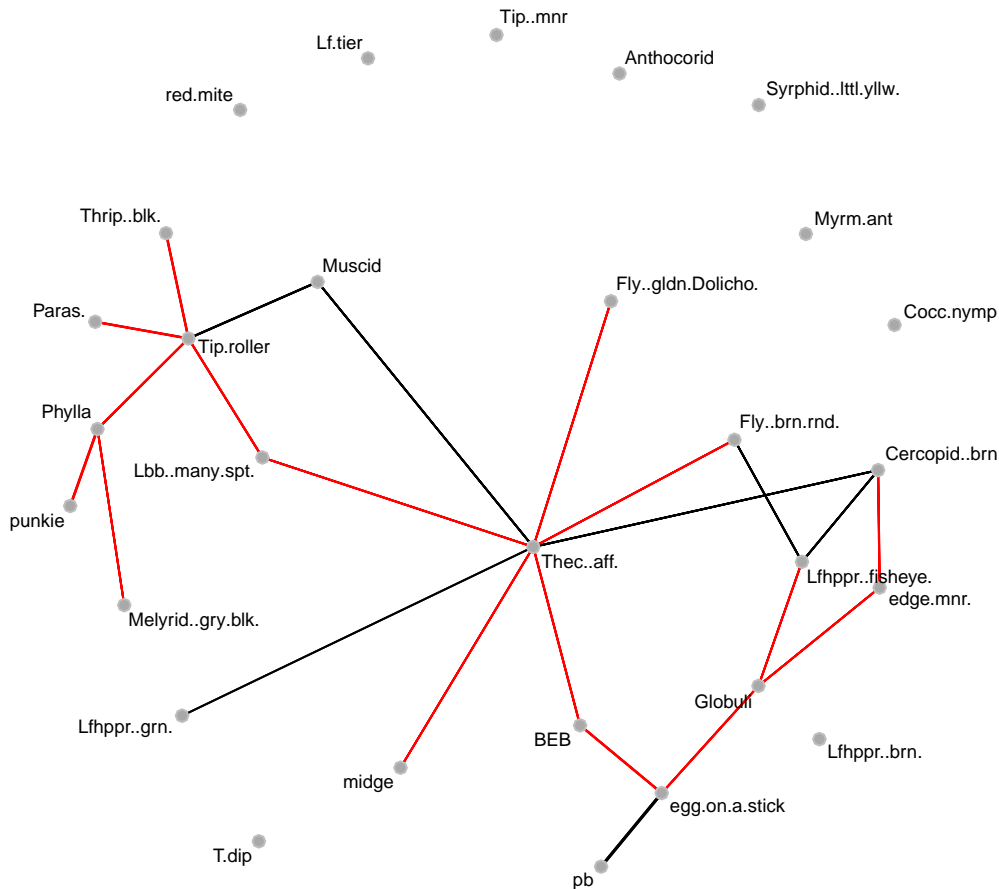 Tip..mnr
Lf.tier
Anthocorid
red.mite
Syrphid..lttl.yllw.
Thrip..blk.
Myrm.ant
Muscid
Fly..gldn.Dolicho.
Paras.
Cocc.nymp
Tip.roller
Phylla
Fly..brn.rnd.
Cercopid..brn
Lbb..many.spt.
punkie
Thec..aff.
Lfhppr..fisheye.
edge.mnr.
Melyrid..gry.blk.
Globuli
Lfhppr..grn.
BEB
Lfhppr..brn.
midge
egg.on.a.stick
T.dip
pb